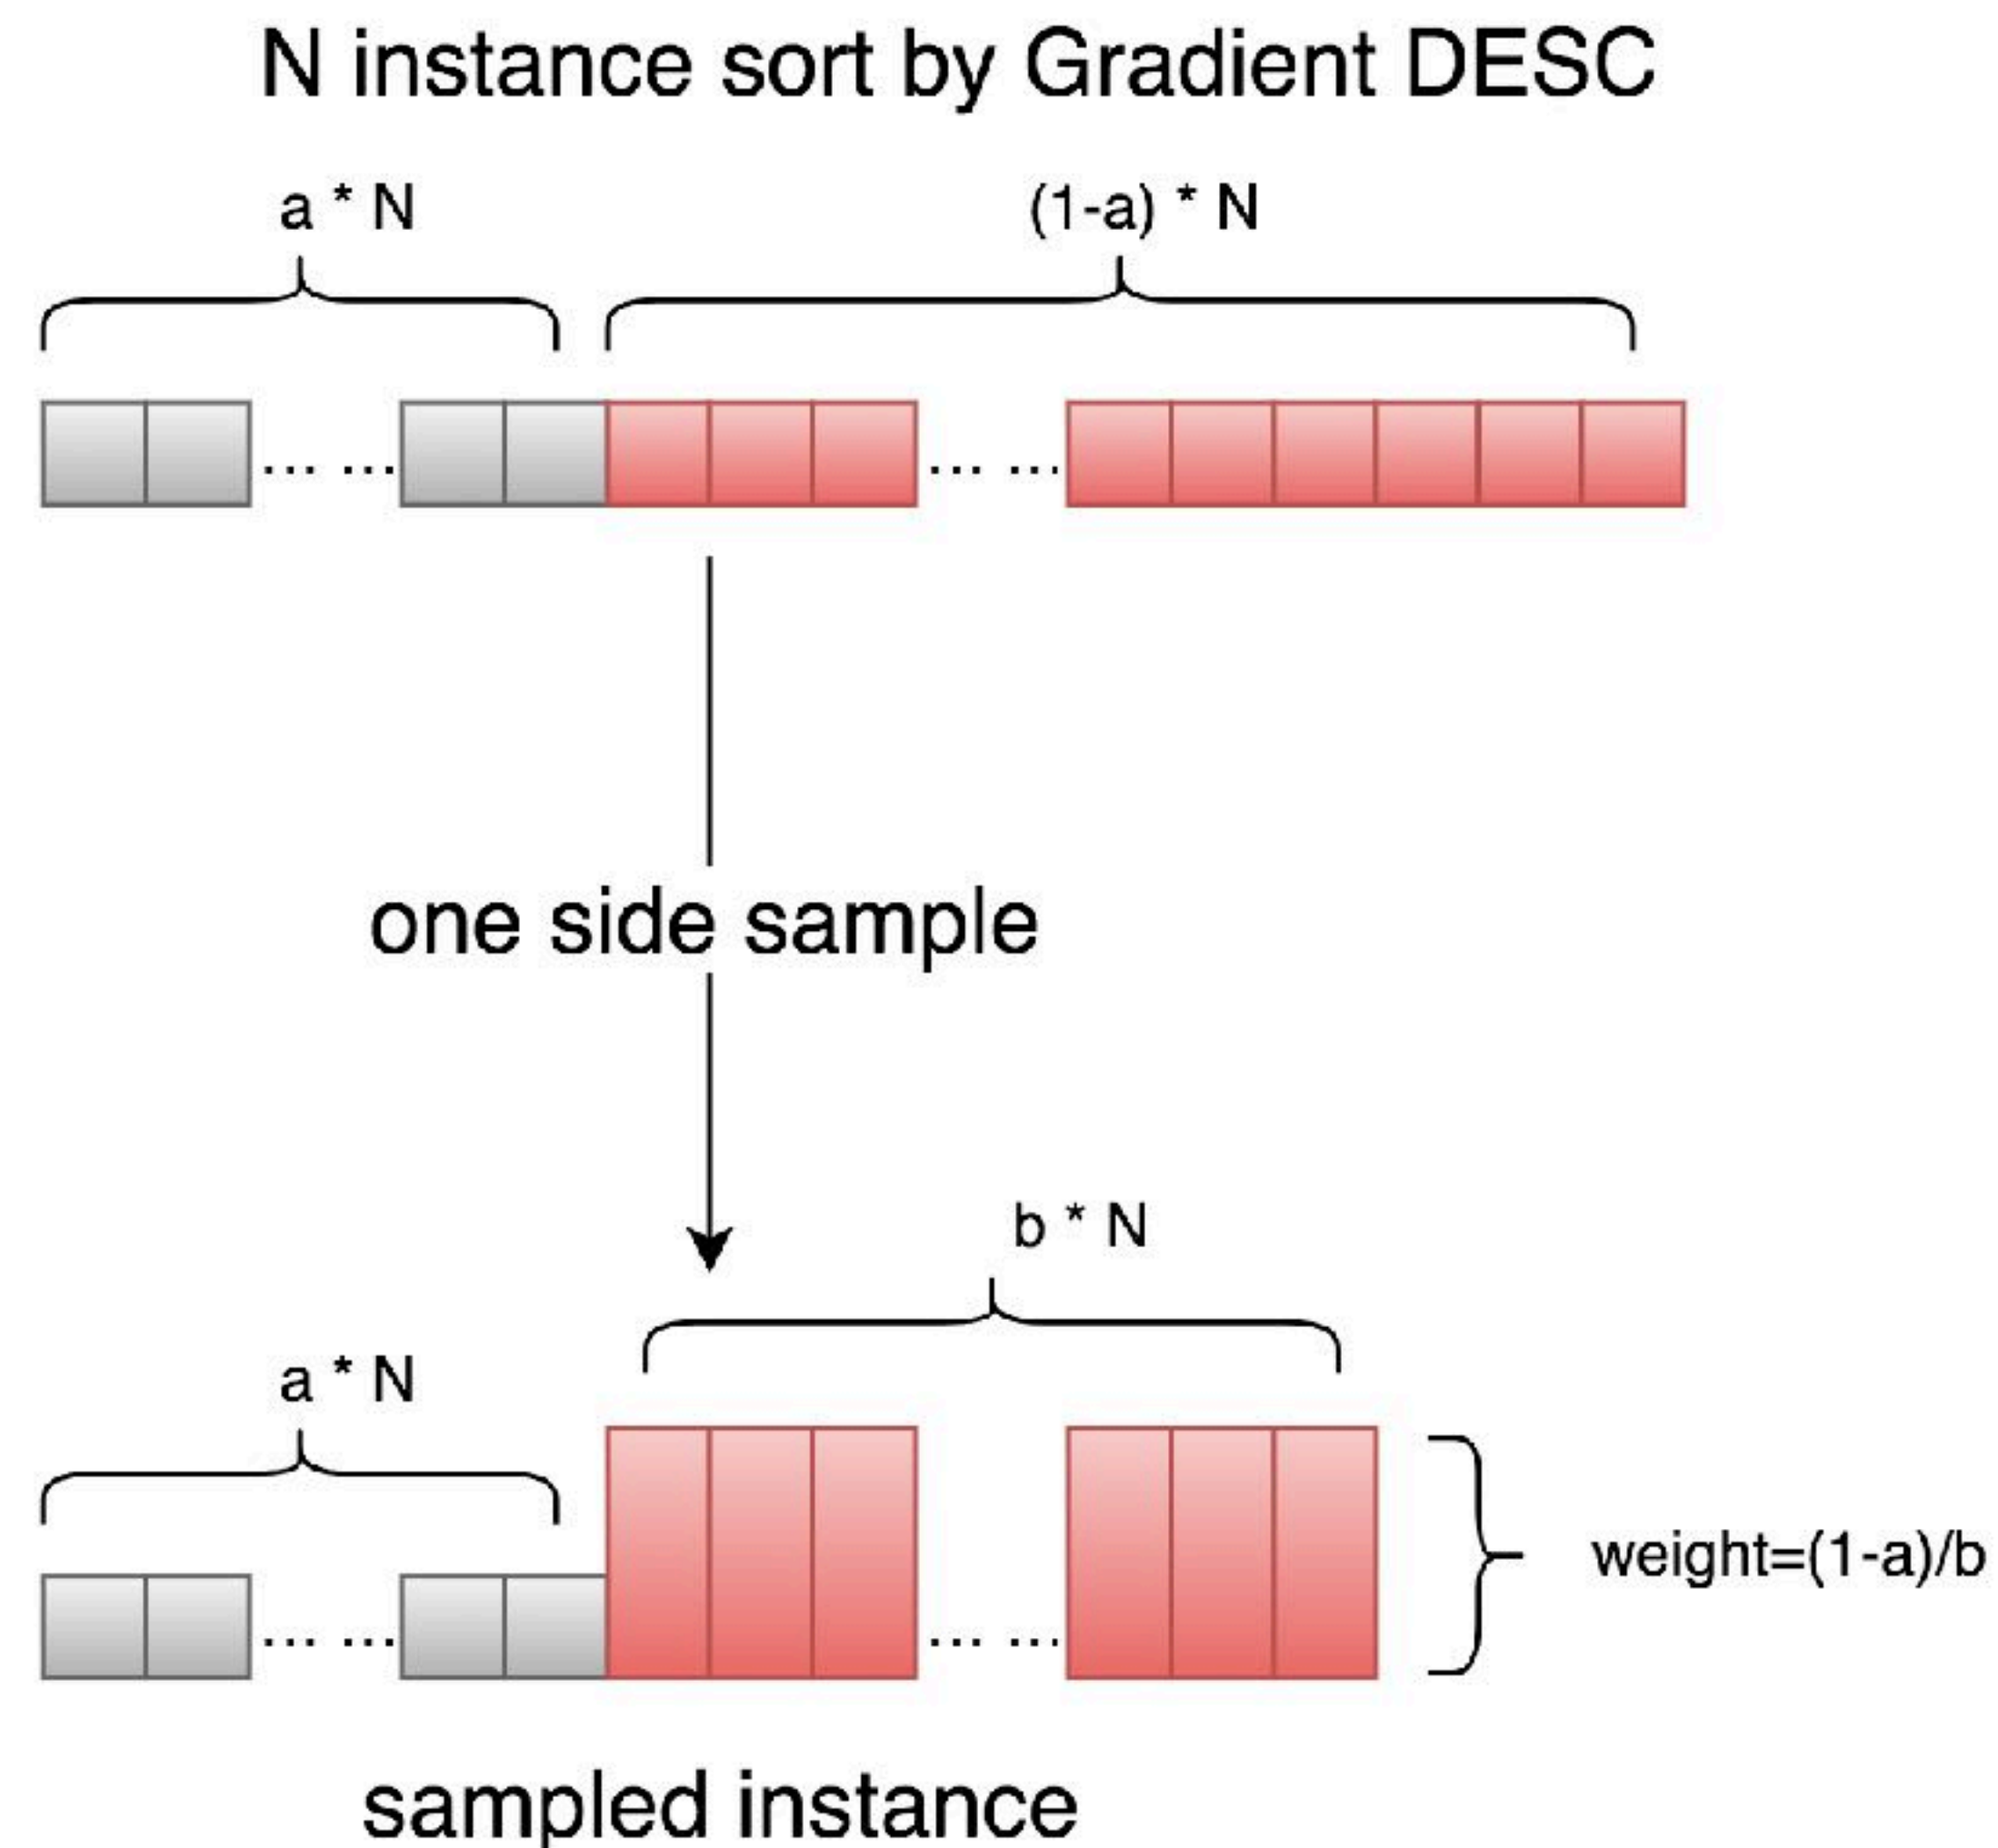 N instance sort by Gradient DESC
a * N
(1-a) * N
... ...
... ...
one side sample
b * N
a * N
weight=(1-a)/b
... ...
... ...
sampled instance